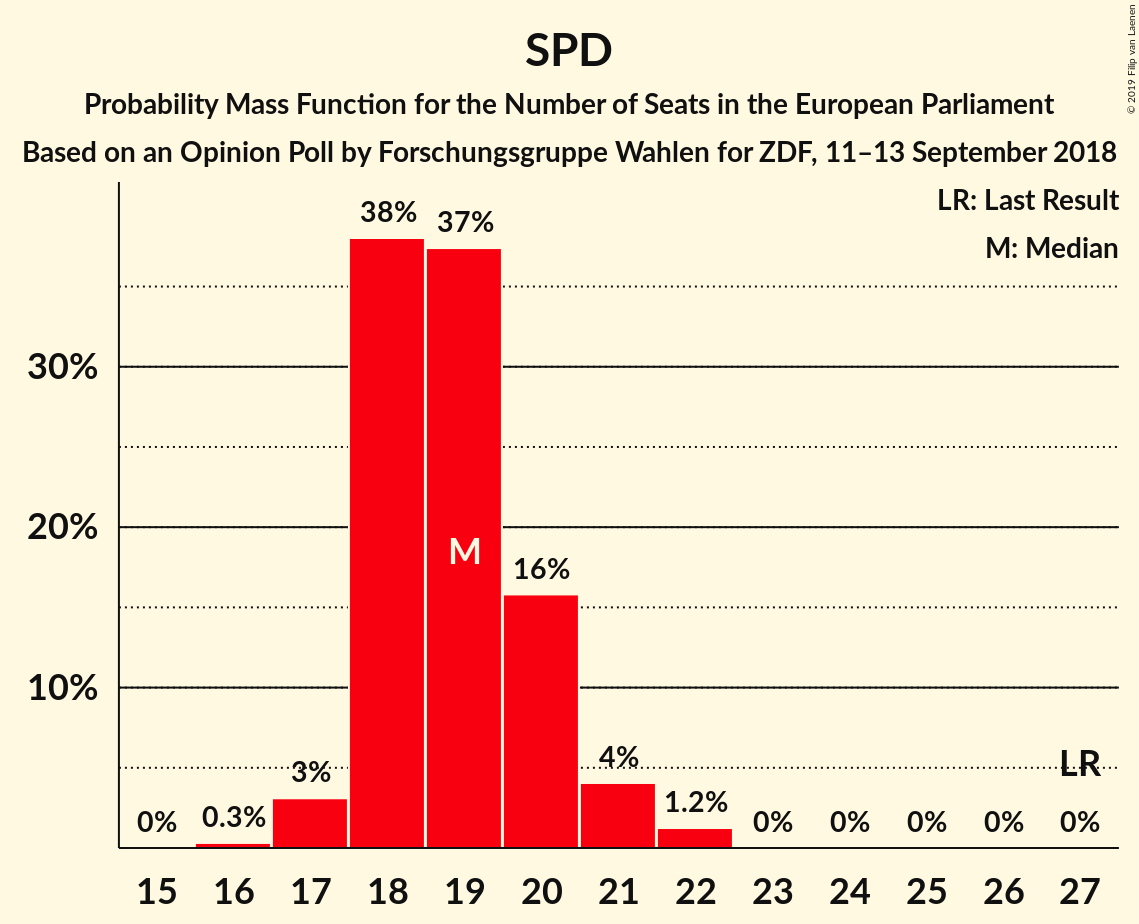 SPD
Probability Mass Function for the Number of Seats in the European Parliament
Based on an Opinion Poll by Forschungsgruppe Wahlen for ZDF, 11–13 September 2018
© 2019 Filip van Laenen
LR: Last Result
M: Median
38%
37%
30%
20%
M
16%
10%
LR
4%
3%
1.2%
0.3%
0%
0%
0%
0%
0%
0%
15 16 17 18 19 20 21 22 23 24 25 26 27